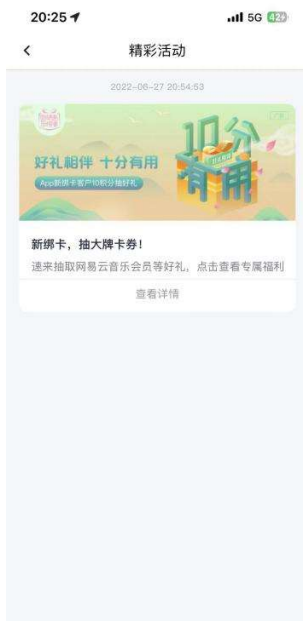 20:25
5G 42
精彩活动
2022-06-27 20:54:53
广告
好礼相伴 十分有用
App新绑卡客户10积分抽好礼
10分
有用
新绑卡，抽大牌卡券！
速来抽取网易云音乐会员等好礼，点击查看专属福利
查看详情